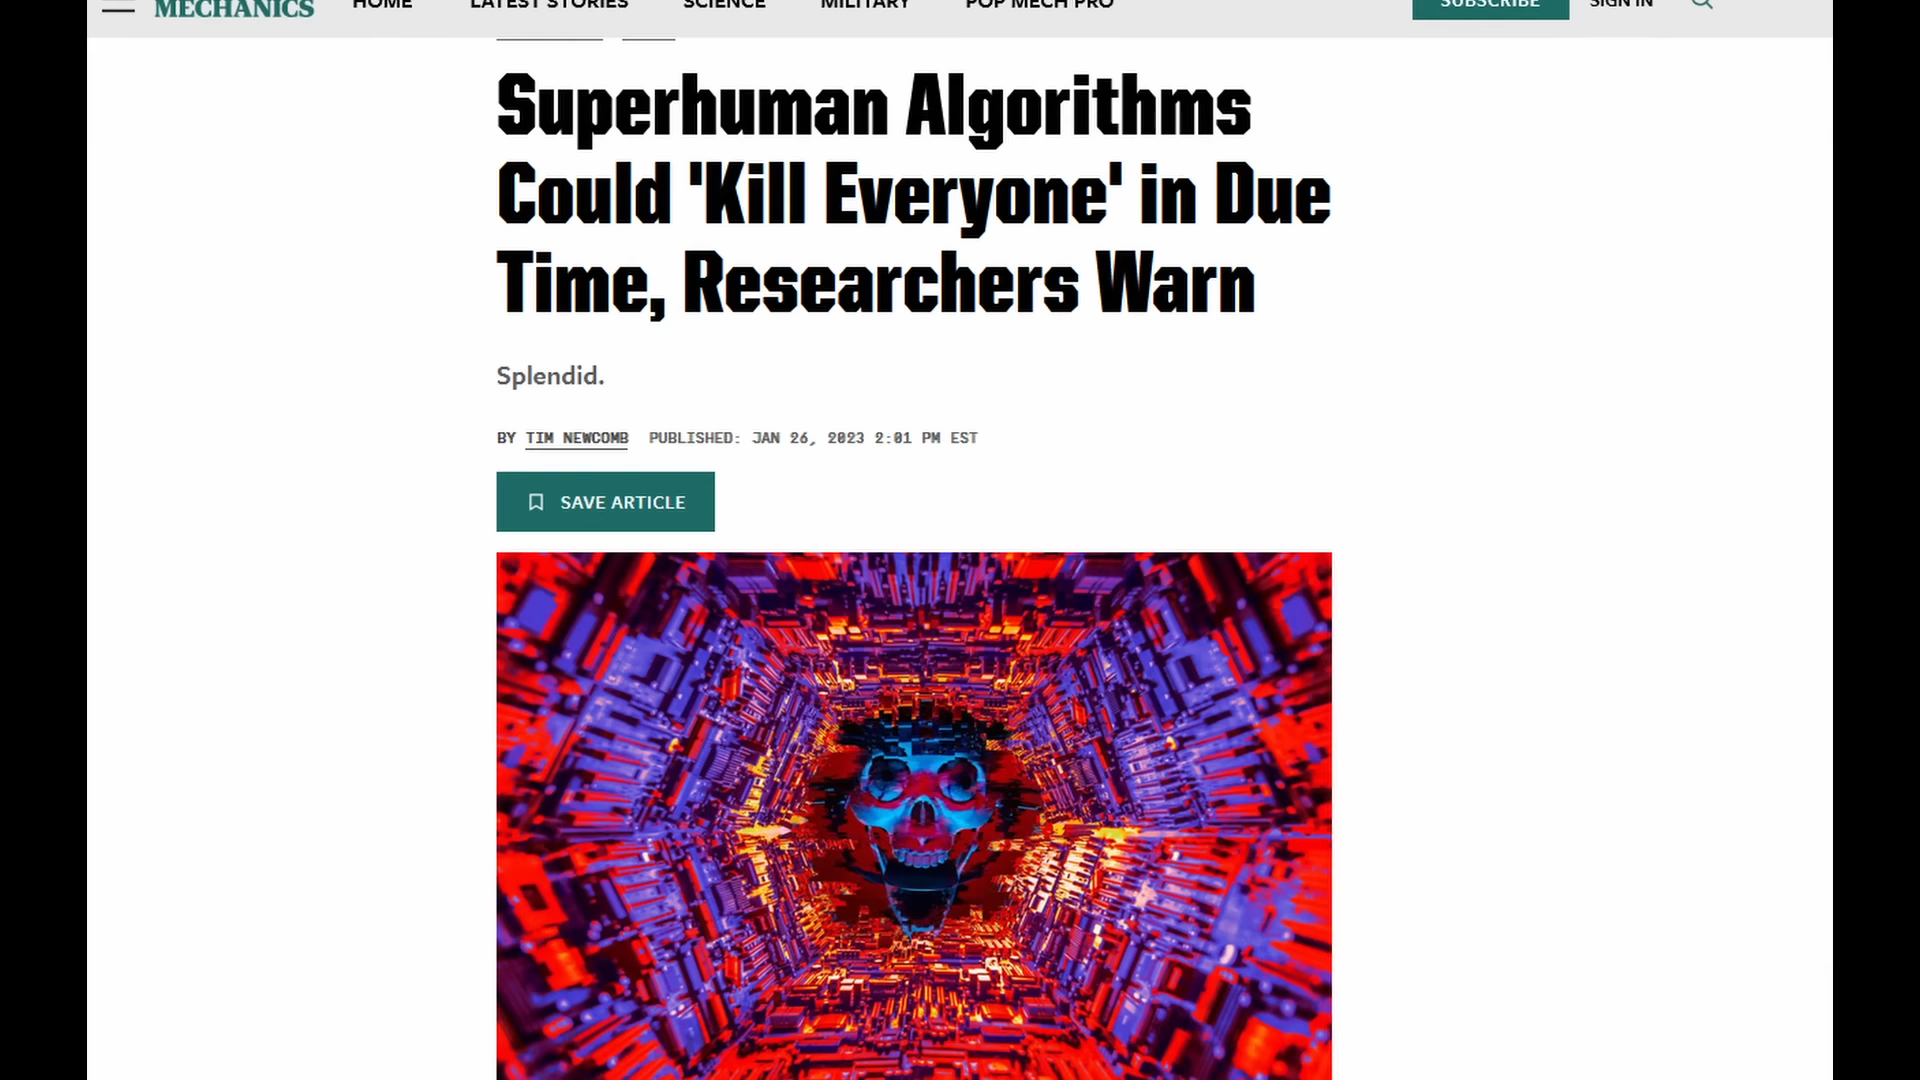 MECHANICS HOME LATEST STORIES SCIENCE MILITARY POP MECH PRO SUBSCRIBE SIGN IN
Superhuman Algorithms
Could 'Kill Everyone' in Due
Time, Researchers Warn
Splendid.
BY TIM NEWCOMB PUBLISHED: JAN 26, 2023 2:01 PM EST
SAVE ARTICLE